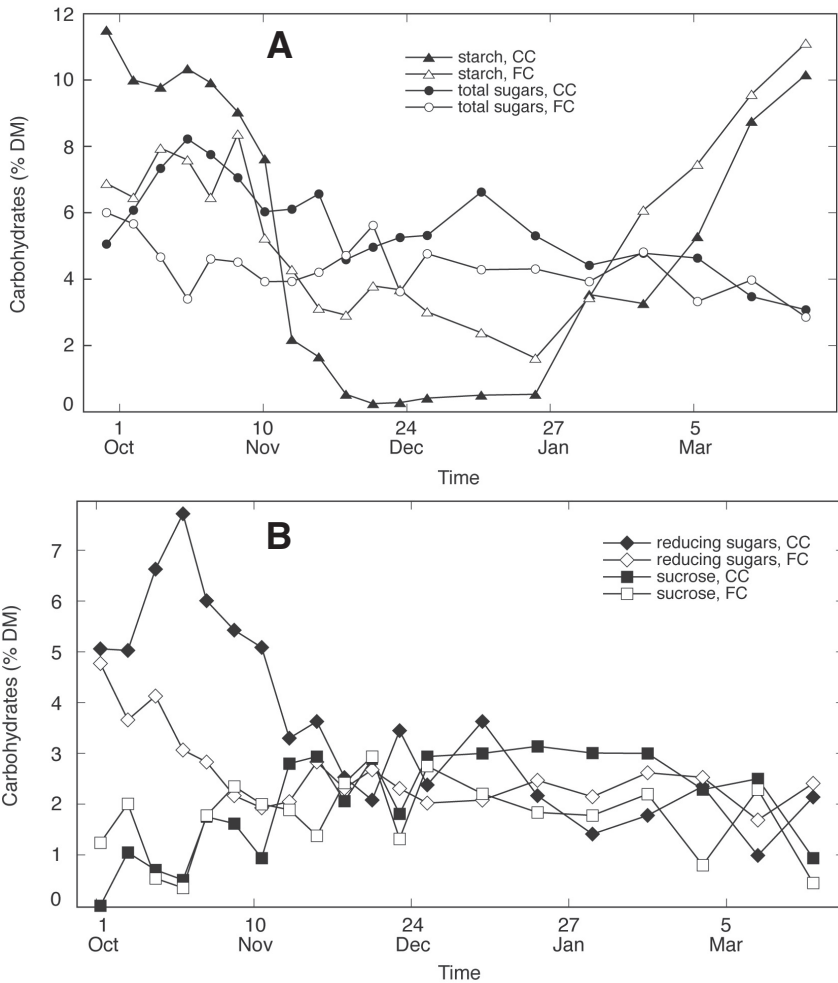 A
starch, CC
starch, FC
total sugars, CC
total sugars, FC
Carbohydrates (% DM)
12
10
8
6
4
2
0
1 10 24 27 5
Oct Nov Dec Jan Mar
Time
B
reducing sugars, CC
reducing sugars, FC
sucrose, CC
sucrose, FC
Carbohydrates (% DM)
7
6
5
4
3
2
1
0
1 10 24 27 5
Oct Nov Dec Jan Mar
Time